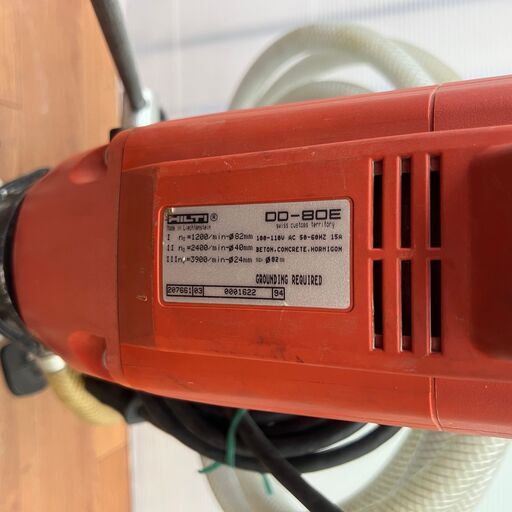 HILTI DD-80E
Made in Liechtenstein swiss customs territory
I n₀=1200/min-Ø82mm 100-110V AC 50-60HZ 15A
II n₀=2400/min-Ø40mm BETON,CONCRETE,HORMIGON
III n₀=3900/min-Ø24mm Ø82mm
GROUNDING REQUIRED
207661 03 0001622 94